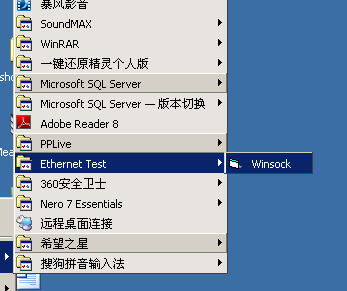 暴风影音
SoundMAX
WinRAR
一键还原精灵个人版
Microsoft SQL Server
Microsoft SQL Server — 版本切换
Adobe Reader 8
PPLive
Ethernet Test
Winsock
360安全卫士
Nero 7 Essentials
远程桌面连接
希望之星
搜狗拼音输入法